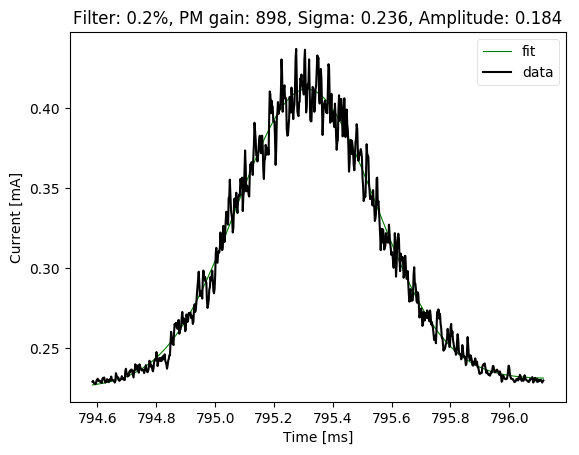 Filter: 0.2%, PM gain: 898, Sigma: 0.236, Amplitude: 0.184
fit
data
0.40
0.35
0.30
0.25
Current [mA]
794.6 794.8 795.0 795.2 795.4 795.6 795.8 796.0
Time [ms]